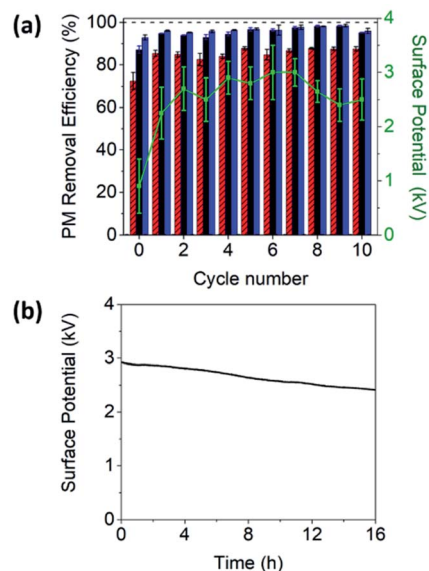 (a)
PM Removal Efficiency (%)
100
80
60
40
20
0
4
3
2
1
0
Surface Potential (kV)
0 2 4 6 8 10
Cycle number
(b)
Surface Potential (kV)
4
3
2
1
0
0 4 8 12 16
Time (h)